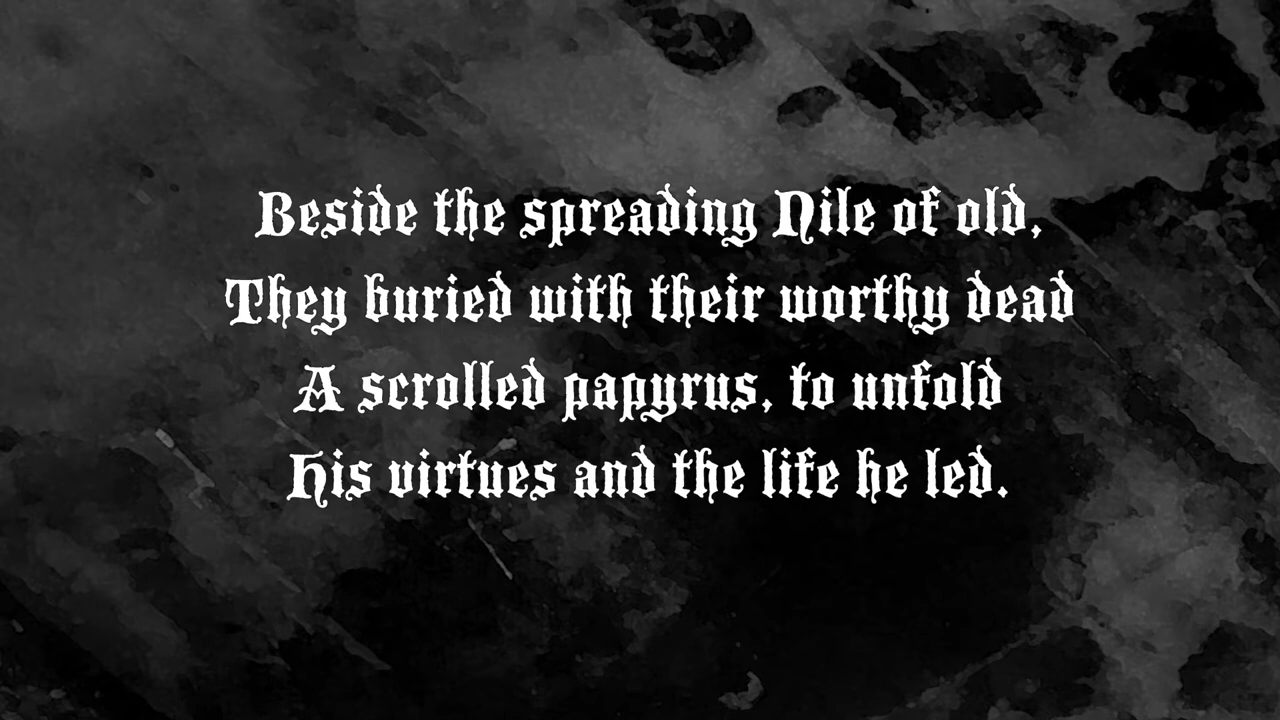 Beside the spreading Nile of old,
They buried with their worthy dead
A scrolled papyrus, to unfold
His virtues and the life he led.